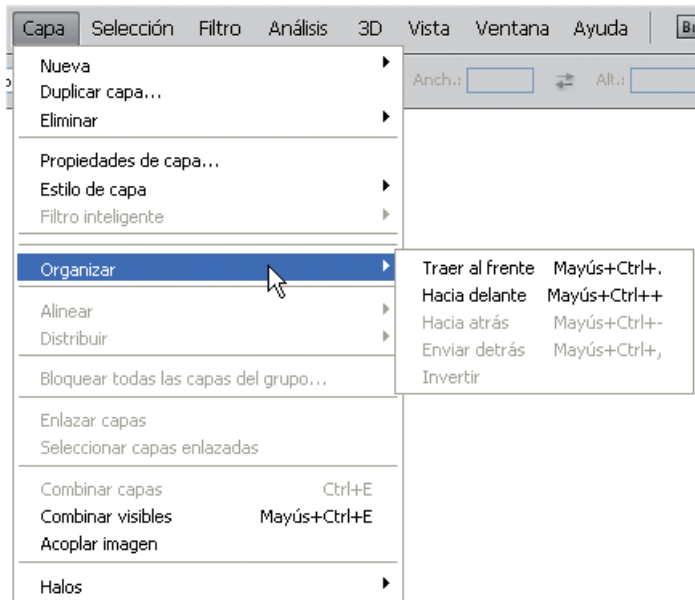 Capa Selección Filtro Análisis 3D Vista Ventana Ayuda
Anch.: Alt.:
Nueva
Duplicar capa...
Eliminar
Propiedades de capa...
Estilo de capa
Filtro inteligente
Organizar
Traer al frente Mayús+Ctrl+.
Hacia delante Mayús+Ctrl++
Hacia atrás Mayús+Ctrl+-
Enviar detrás Mayús+Ctrl+,
Invertir
Alinear
Distribuir
Bloquear todas las capas del grupo...
Enlazar capas
Seleccionar capas enlazadas
Combinar capas Ctrl+E
Combinar visibles Mayús+Ctrl+E
Acoplar imagen
Halos